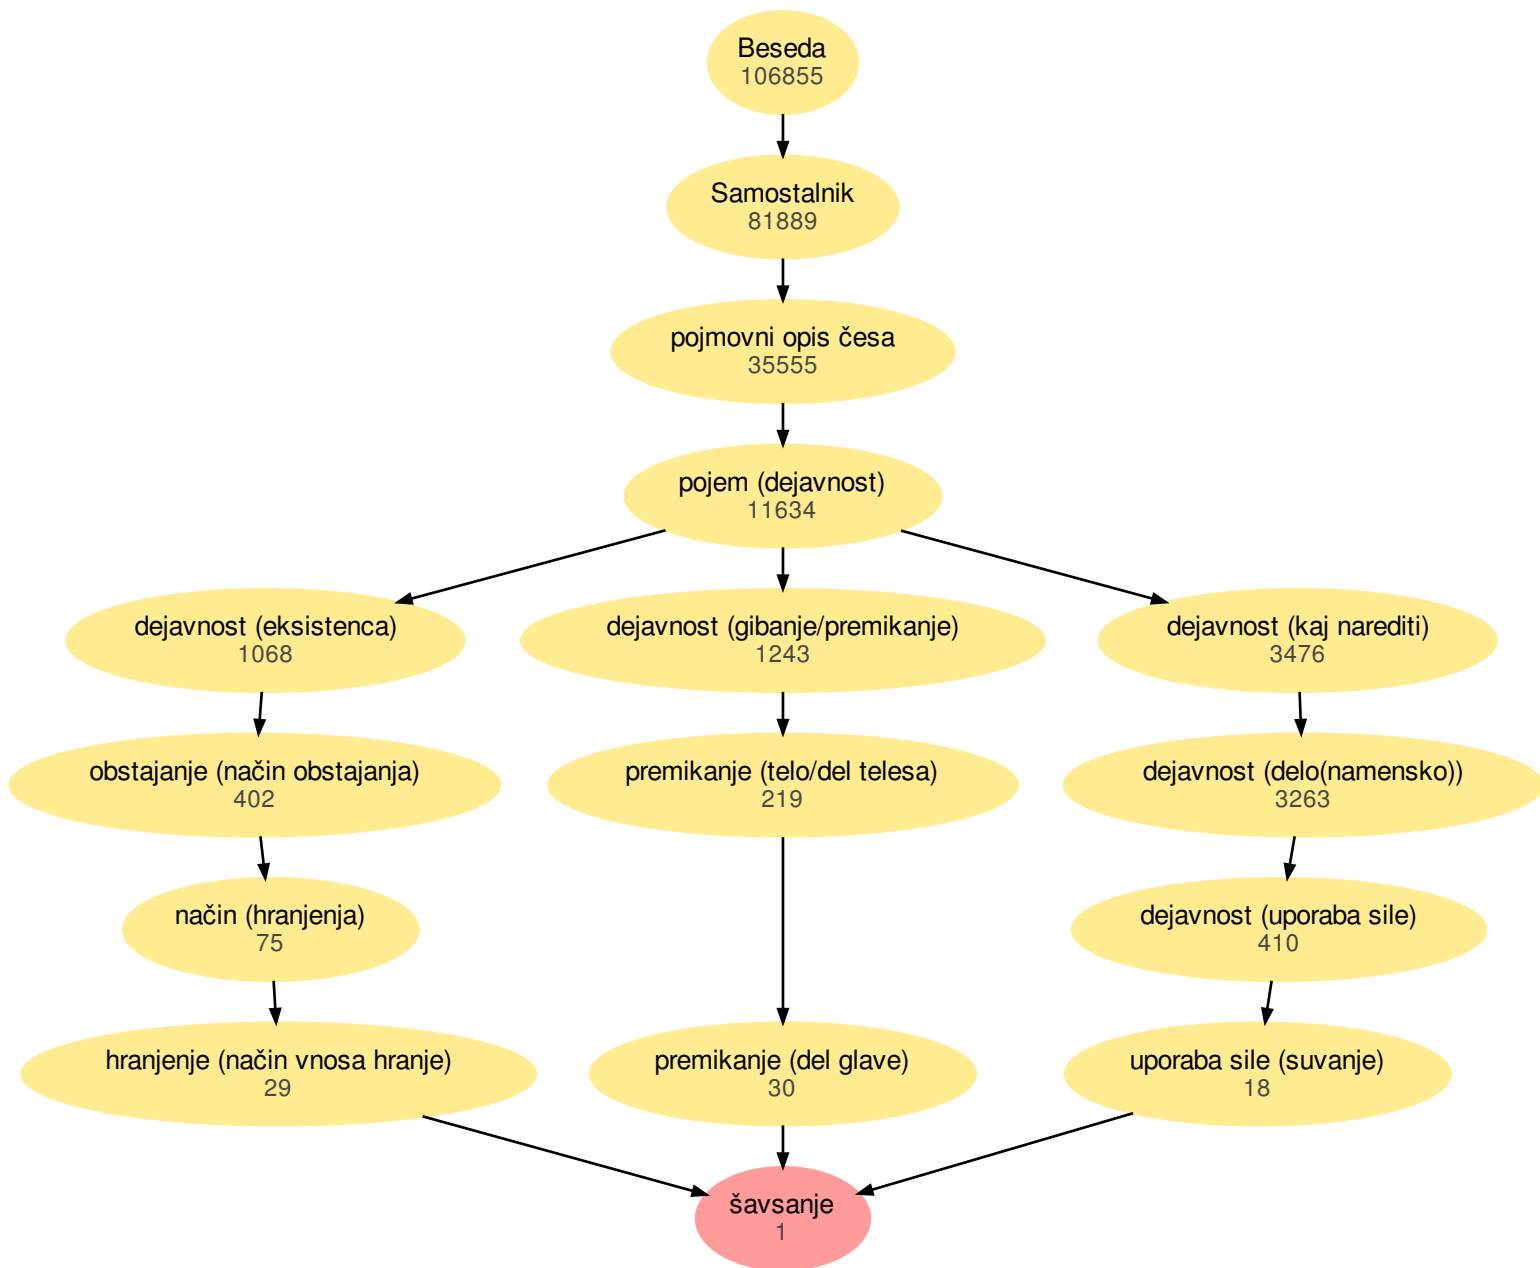 Beseda
106855
Samostalnik
81889
pojmovni opis česa
35555
pojem (dejavnost)
11634
dejavnost (eksistenca)
1068
dejavnost (gibanje/premikanje)
1243
dejavnost (kaj narediti)
3476
obstajanje (način obstajanja)
402
premikanje (telo/del telesa)
219
dejavnost (delo(namensko))
3263
način (hranjenja)
75
dejavnost (uporaba sile)
410
hranjenje (način vnosa hranje)
29
premikanje (del glave)
30
uporaba sile (suvanje)
18
šavsanje
1